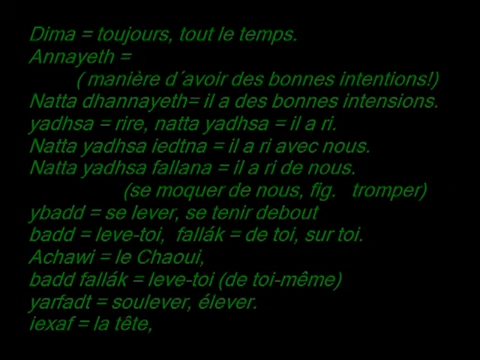 Dima = toujours, tout le temps.
Annayeth =
( manière d´avoir des bonnes intentions!)
Natta dhannayeth= il a des bonnes intensions.
yadhsa = rire, natta yadhsa = il a ri.
Natta yadhsa iedtna = il a ri avec nous.
Natta yadhsa fallana = il a ri de nous.
(se moquer de nous, fig. tromper)
ybadd = se lever, se tenir debout
badd = leve-toi, fallák = de toi, sur toi.
Achawi = le Chaoui,
badd fallák = leve-toi (de toi-même)
yarfadt = soulever, élever.
iexaf = la tête,